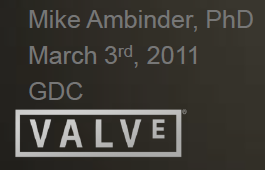 Mike Ambinder, PhD
March 3rd, 2011
GDC
VALVE®